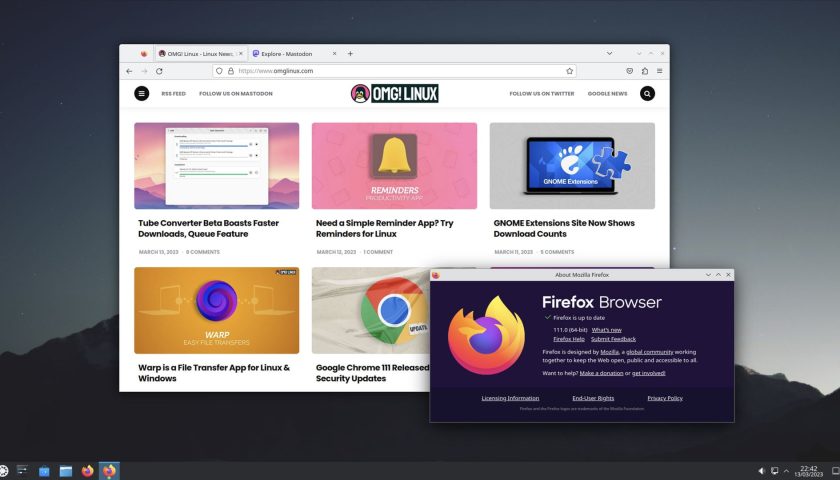 OMG! Linux - Linux News,
Explore - Mastodon
https://www.omglinux.com
RSS FEED
FOLLOW US ON MASTODON
OMG! LINUX
FOLLOW US ON TWITTER
GOOGLE NEWS
REMINDERS
PRODUCTIVITY APP
GNOME Extensions
Tube Converter Beta Boasts Faster
Downloads, Queue Feature
MARCH 13, 2023 · 0 COMMENTS
Need a Simple Reminder App? Try
Reminders for Linux
MARCH 12, 2023 · 1 COMMENT
GNOME Extensions Site Now Shows
Download Counts
MARCH 11, 2023 · 5 COMMENTS
OMG! LINUX
WARP
EASY FILE TRANSFERS
UPDATE
Warp is a File Transfer App for Linux &
Windows
Google Chrome 111 Released
Security Updates
About Mozilla Firefox
Firefox Browser
Firefox is up to date
111.0 (64-bit) What's new
Firefox Help Submit Feedback
Firefox is designed by Mozilla, a global community working
together to keep the Web open, public and accessible to all.
Want to help? Make a donation or get involved!
Licensing Information
End-User Rights
Privacy Policy
Firefox and the Firefox logos are trademarks of the Mozilla Foundation.
22:42
13/03/2023